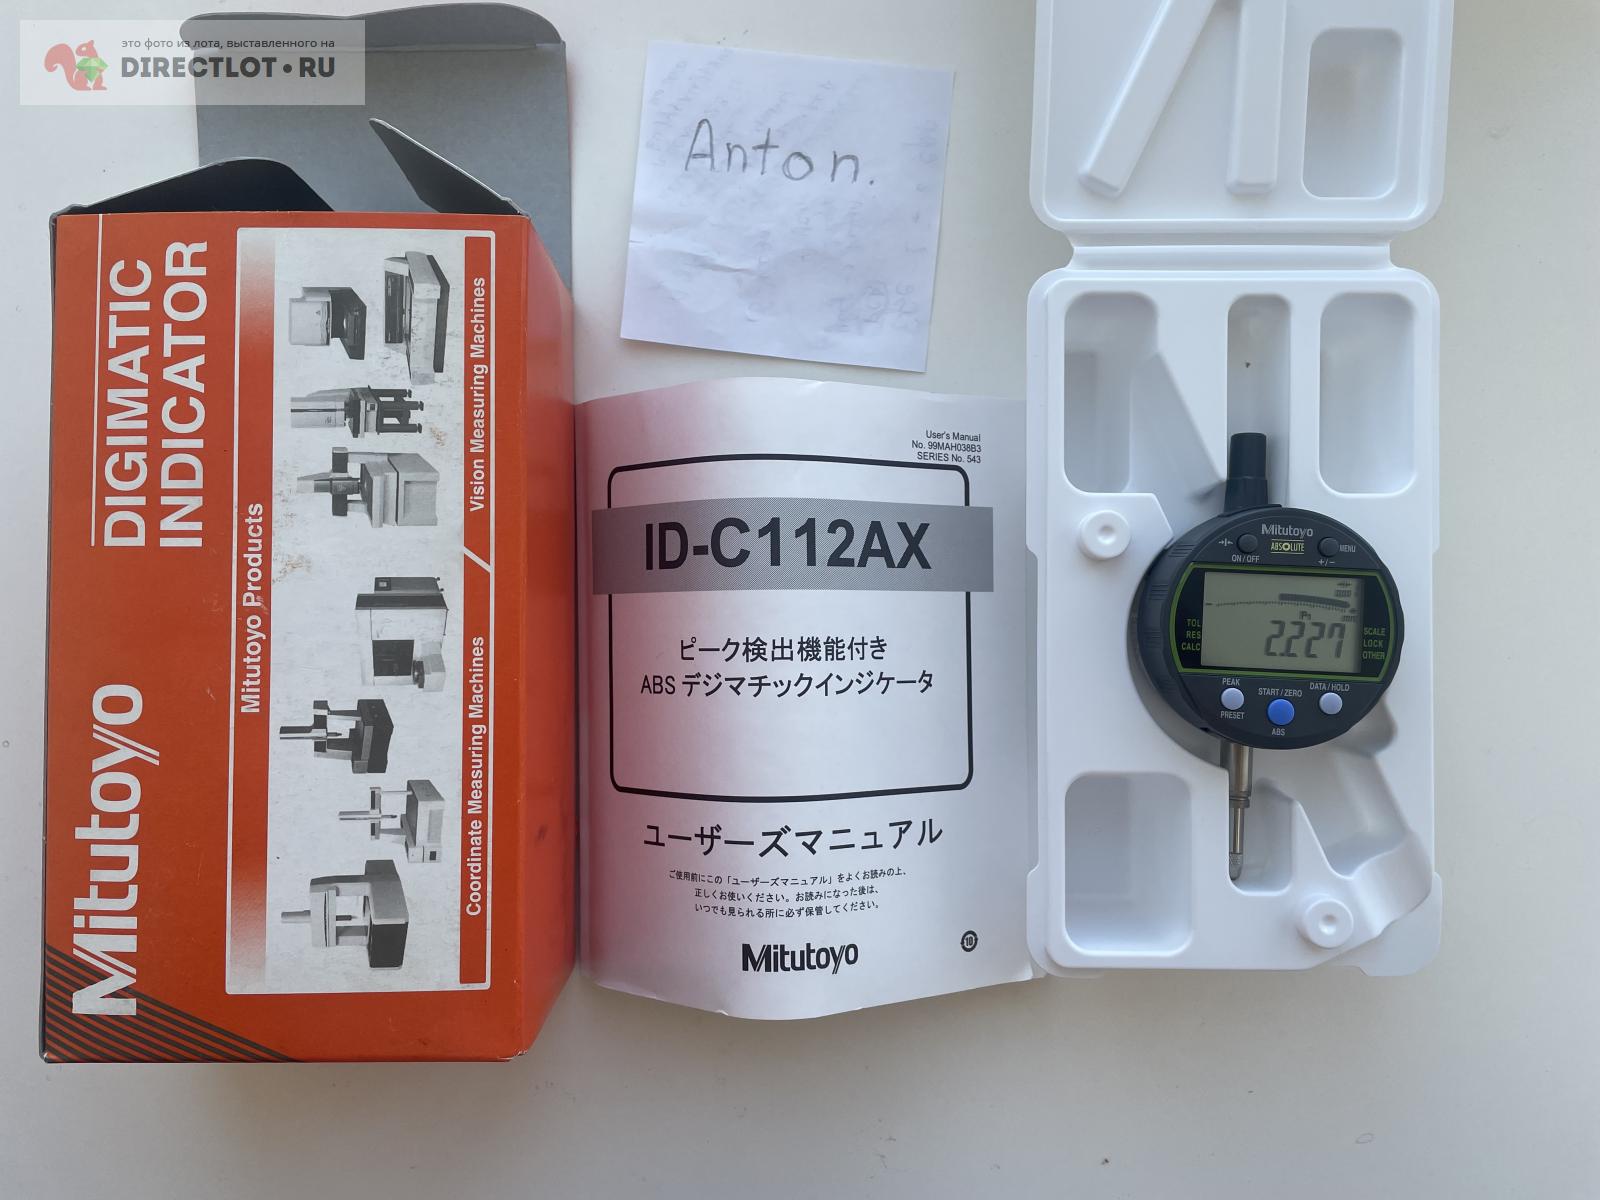 это фото из лота, выставленного на
DIRECTLOT•RU
Mitutoyo
DIGIMATIC
INDICATOR
Mitutoyo Products
Coordinate Measuring Machines / Vision Measuring Machines
Anton.
User's Manual
No. 99MAH038B3
SERIES No. 543
ID-C112AX
ピーク検出機能付き
ABS デジマチックインジケータ
ユーザーズマニュアル
ご使用前にこの「ユーザーズマニュアル」をよくお読みの上、
正しくお使いください。お読みになった後は、
いつでも見られる所に必ず保管してください。
Mitutoyo
10
Mitutoyo
ABSOLUTE
ON / OFF
MENU
+/−
TOL
RES
CALC
2.227
mm
SCALE
LOCK
OTHER
PEAK
PRESET
START / ZERO
ABS
DATA / HOLD